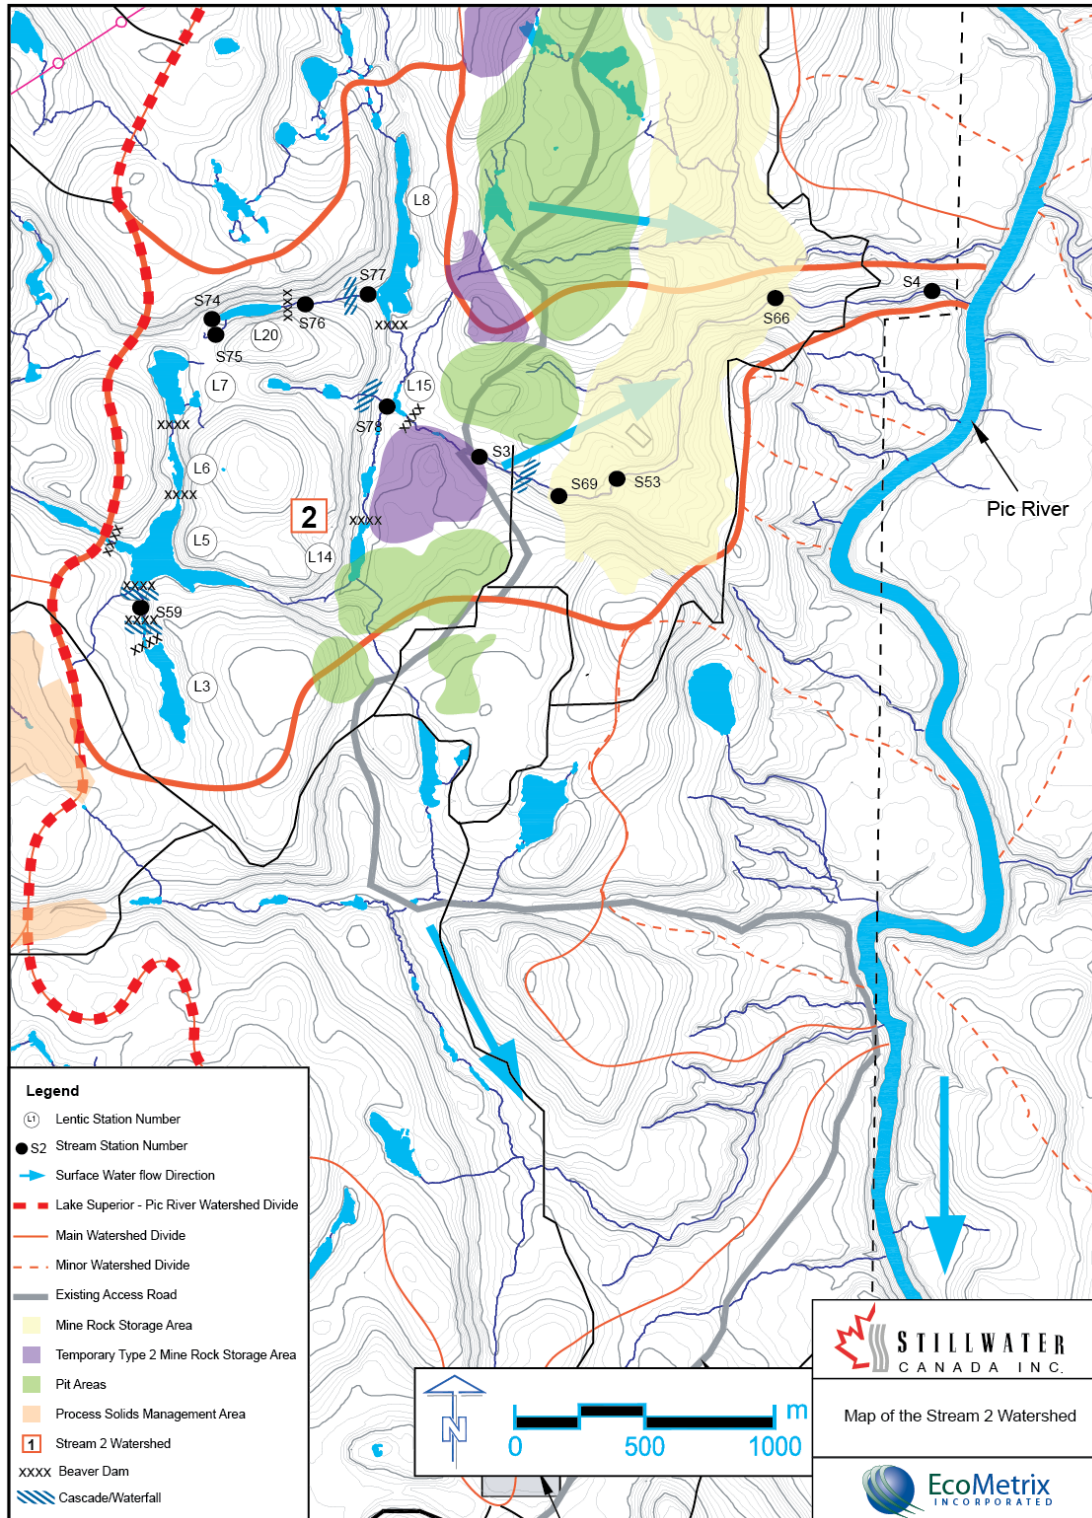 L8
S77
S74
S76
L20
S75
S4
S66
L7
L15
S78
L6
S3
S69
S53
2
Pic River
L5
L14
S59
L3
xxxx
xxxx
xxxx
xxxx
xxxx
xxxx
xxxx
xxxx
xxxx
xxxx
Legend
L1 Lentic Station Number
S2 Stream Station Number
Surface Water flow Direction
Lake Superior - Pic River Watershed Divide
Main Watershed Divide
Minor Watershed Divide
Existing Access Road
Mine Rock Storage Area
Temporary Type 2 Mine Rock Storage Area
Pit Areas
Process Solids Management Area
1 Stream 2 Watershed
xxxx Beaver Dam
Cascade/Waterfall
N
0 500 1000 m
STILLWATER
CANADA INC.
Map of the Stream 2 Watershed
EcoMetrix
INCORPORATED